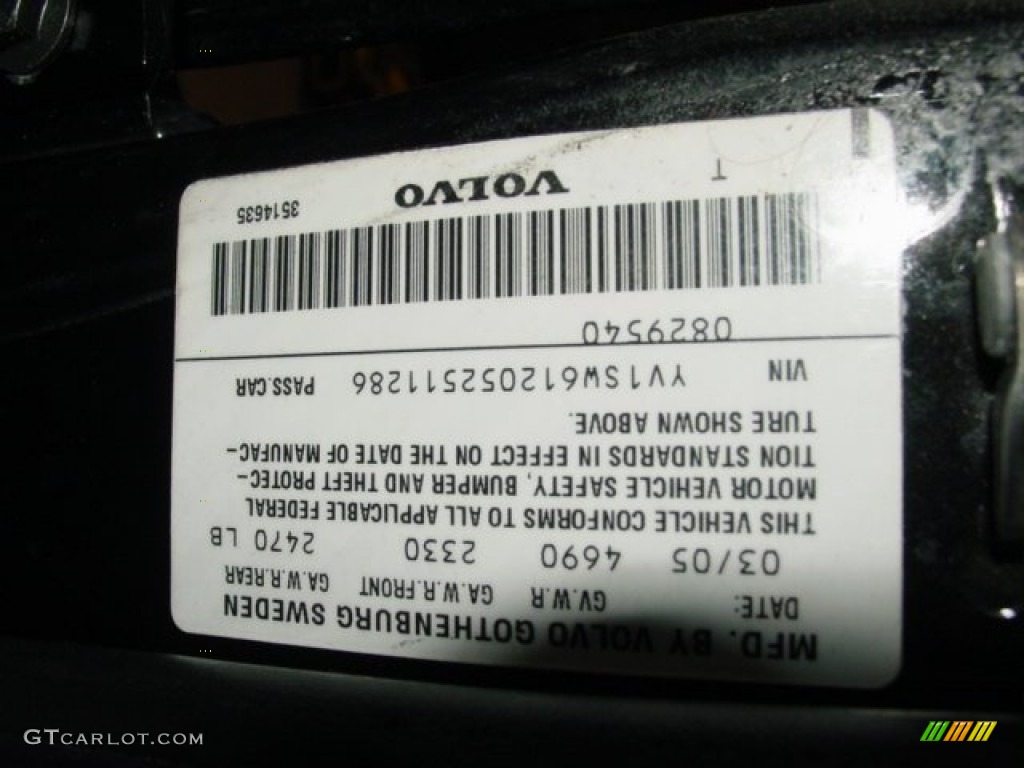 MFD. BY VOLVO GOTHENBURG SWEDEN
DATE: GV.W.R GA.W.R.FRONT GA.W.R.REAR
03/05 4690 2330 2470 LB
THIS VEHICLE CONFORMS TO ALL APPLICABLE FEDERAL
MOTOR VEHICLE SAFETY, BUMPER AND THEFT PROTEC-
TION STANDARDS IN EFFECT ON THE DATE OF MANUFAC-
TURE SHOWN ABOVE.
VIN YV1SW612052511286 PASS.CAR
0829540
T VOLVO 3514635
GTCARLOT.COM